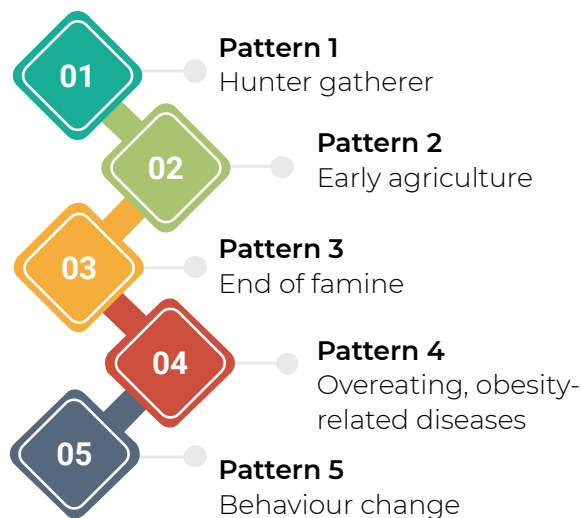 01
Pattern 1
Hunter gatherer
02
Pattern 2
Early agriculture
03
Pattern 3
End of famine
04
Pattern 4
Overeating, obesity-
related diseases
05
Pattern 5
Behaviour change